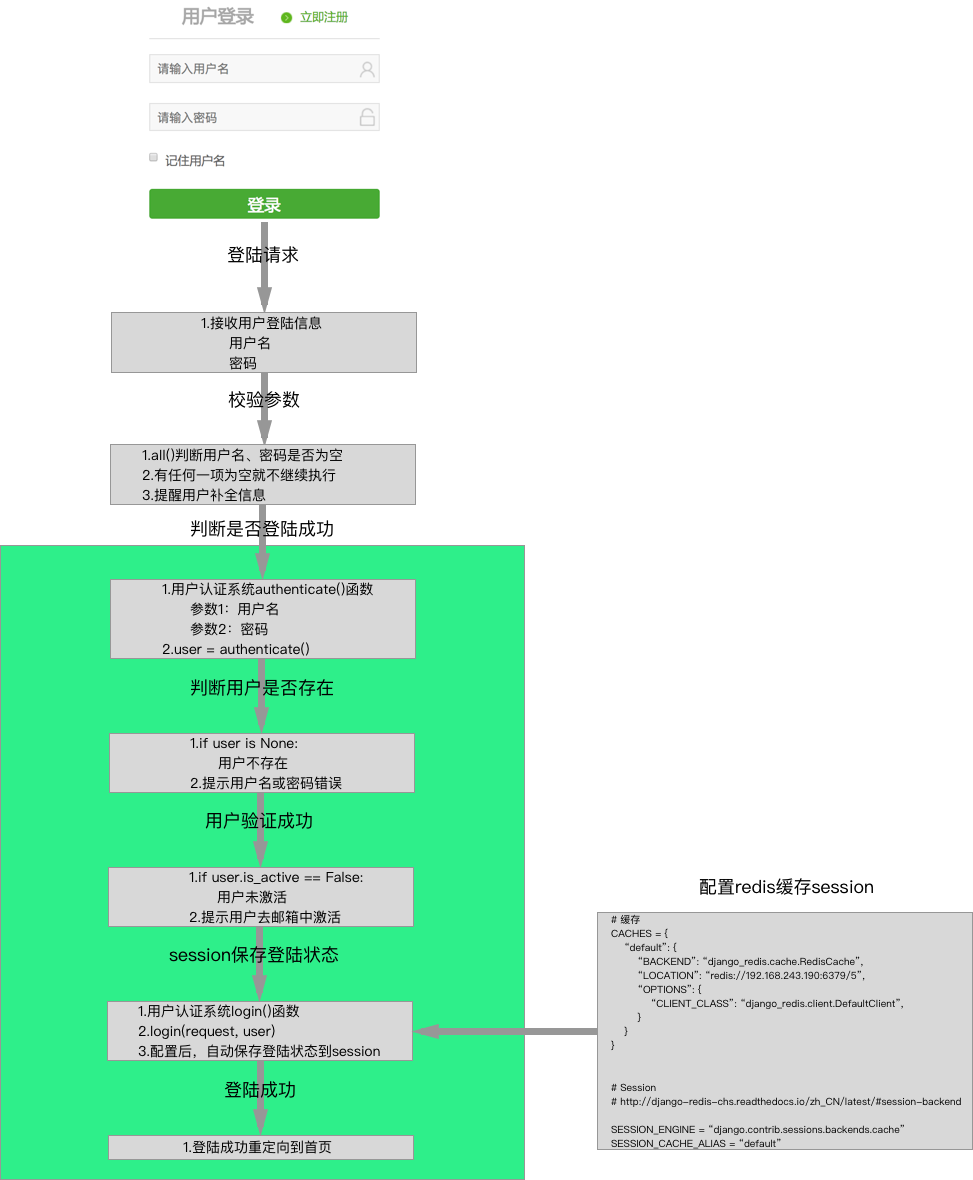 用户登录
立即注册
请输入用户名
请输入密码
记住用户名
登录
登陆请求
1.接收用户登陆信息
用户名
密码
校验参数
1.all()判断用户名、密码是否为空
2.有任何一项为空就不继续执行
3.提醒用户补全信息
判断是否登陆成功
1.用户认证系统authenticate()函数
参数1：用户名
参数2：密码
2.user = authenticate()
判断用户是否存在
1.if user is None:
用户不存在
2.提示用户名或密码错误
用户验证成功
1.if user.is_active == False:
用户未激活
2.提示用户去邮箱中激活
session保存登陆状态
1.用户认证系统login()函数
2.login(request, user)
3.配置后，自动保存登陆状态到session
登陆成功
1.登陆成功重定向到首页
配置redis缓存session
# 缓存
CACHES = {
“default”: {
“BACKEND”: “django_redis.cache.RedisCache”,
“LOCATION”: “redis://192.168.243.190:6379/5”,
“OPTIONS”: {
“CLIENT_CLASS”: “django_redis.client.DefaultClient”,
}
}
}
# Session
# http://django-redis-chs.readthedocs.io/zh_CN/latest/#session-backend
SESSION_ENGINE = “django.contrib.sessions.backends.cache”
SESSION_CACHE_ALIAS = “default”